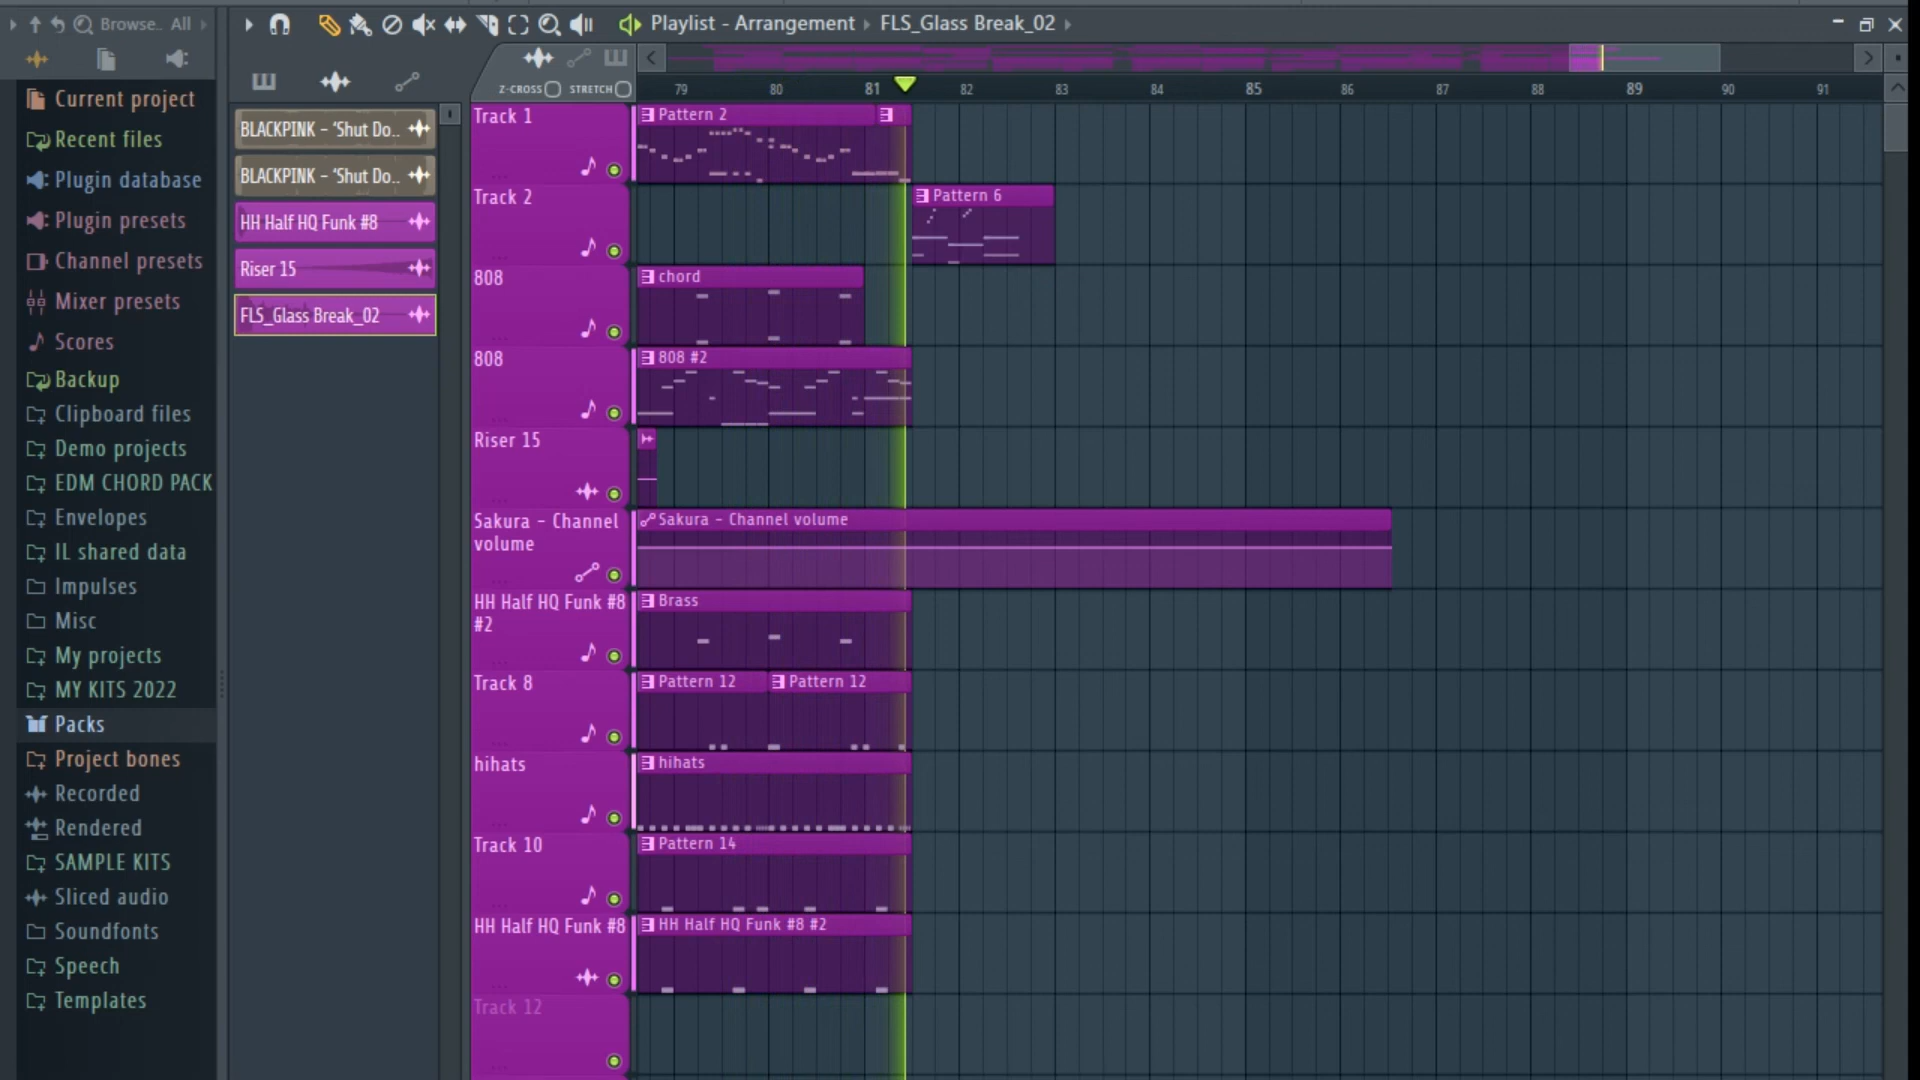 Browse.. All
Playlist - Arrangement › FLS_Glass Break_02 ›
Z-CROSS STRETCH
79 80 81 82 83 84 85 86 87 88 89 90 91
Current project
Recent files
Plugin database
Plugin presets
Channel presets
Mixer presets
Scores
Backup
Clipboard files
Demo projects
EDM CHORD PACK
Envelopes
IL shared data
Impulses
Misc
My projects
MY KITS 2022
Packs
Project bones
Recorded
Rendered
SAMPLE KITS
Sliced audio
Soundfonts
Speech
Templates
BLACKPINK - ‘Shut Do..
BLACKPINK - ‘Shut Do..
HH Half HQ Funk #8
Riser 15
FLS_Glass Break_02
Track 1
Pattern 2
Track 2
Pattern 6
808
chord
808
808 #2
Riser 15
Sakura - Channel
volume
Sakura - Channel volume
HH Half HQ Funk #8
#2
Brass
Track 8
Pattern 12
Pattern 12
hihats
hihats
Track 10
Pattern 14
HH Half HQ Funk #8
HH Half HQ Funk #8 #2
Track 12